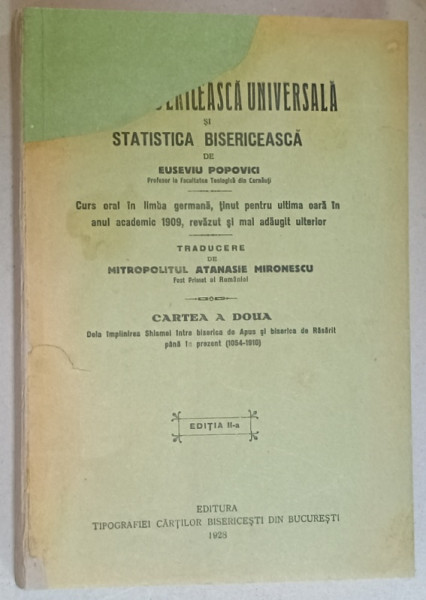 UNIVERSALĂ
ȘI
STATISTICA BISERICEASCĂ
DE
EUSEVIU POPOVICI
Profesor la Facultatea Teologică din Cernăuți
Curs oral în limba germană, ținut pentru ultima oară în
anul academic 1909, revăzut și mai adăugit ulterior
TRADUCERE
DE
MITROPOLITUL ATANASIE MIRONESCU
Fost Primat al României
CARTEA A DOUA
Dela împlinirea Shismei între biserica de Apus și biserica de Răsărit
până în prezent (1054-1910)
EDIȚIA II-a
EDITURA
TIPOGRAFIEI CĂRȚILOR BISERICEȘTI DIN BUCUREȘTI
1928